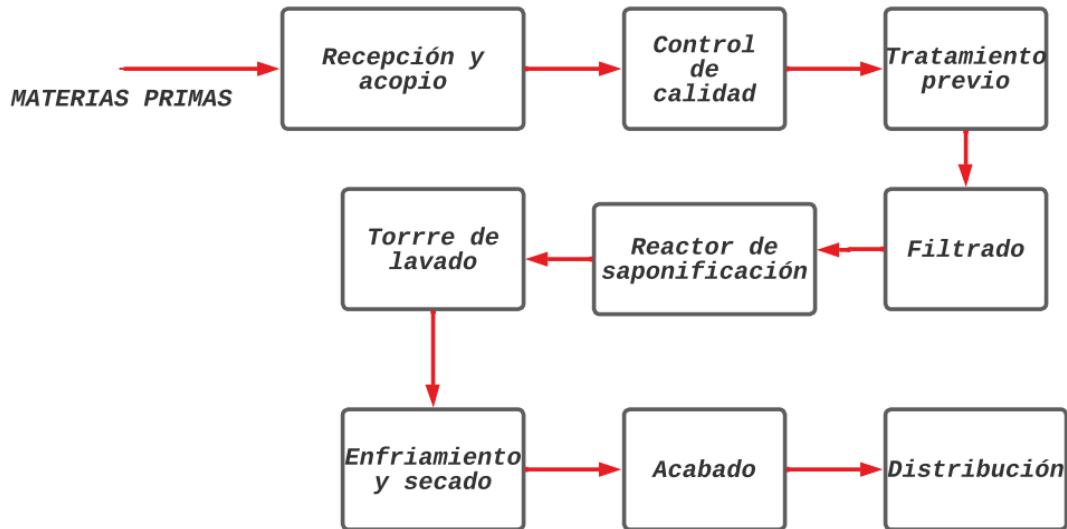 MATERIAS PRIMAS
Recepción y
acopio
Control
de
calidad
Tratamiento
previo
Filtrado
Reactor de
saponificación
Torrre de
lavado
Enfriamiento
y secado
Acabado
Distribución